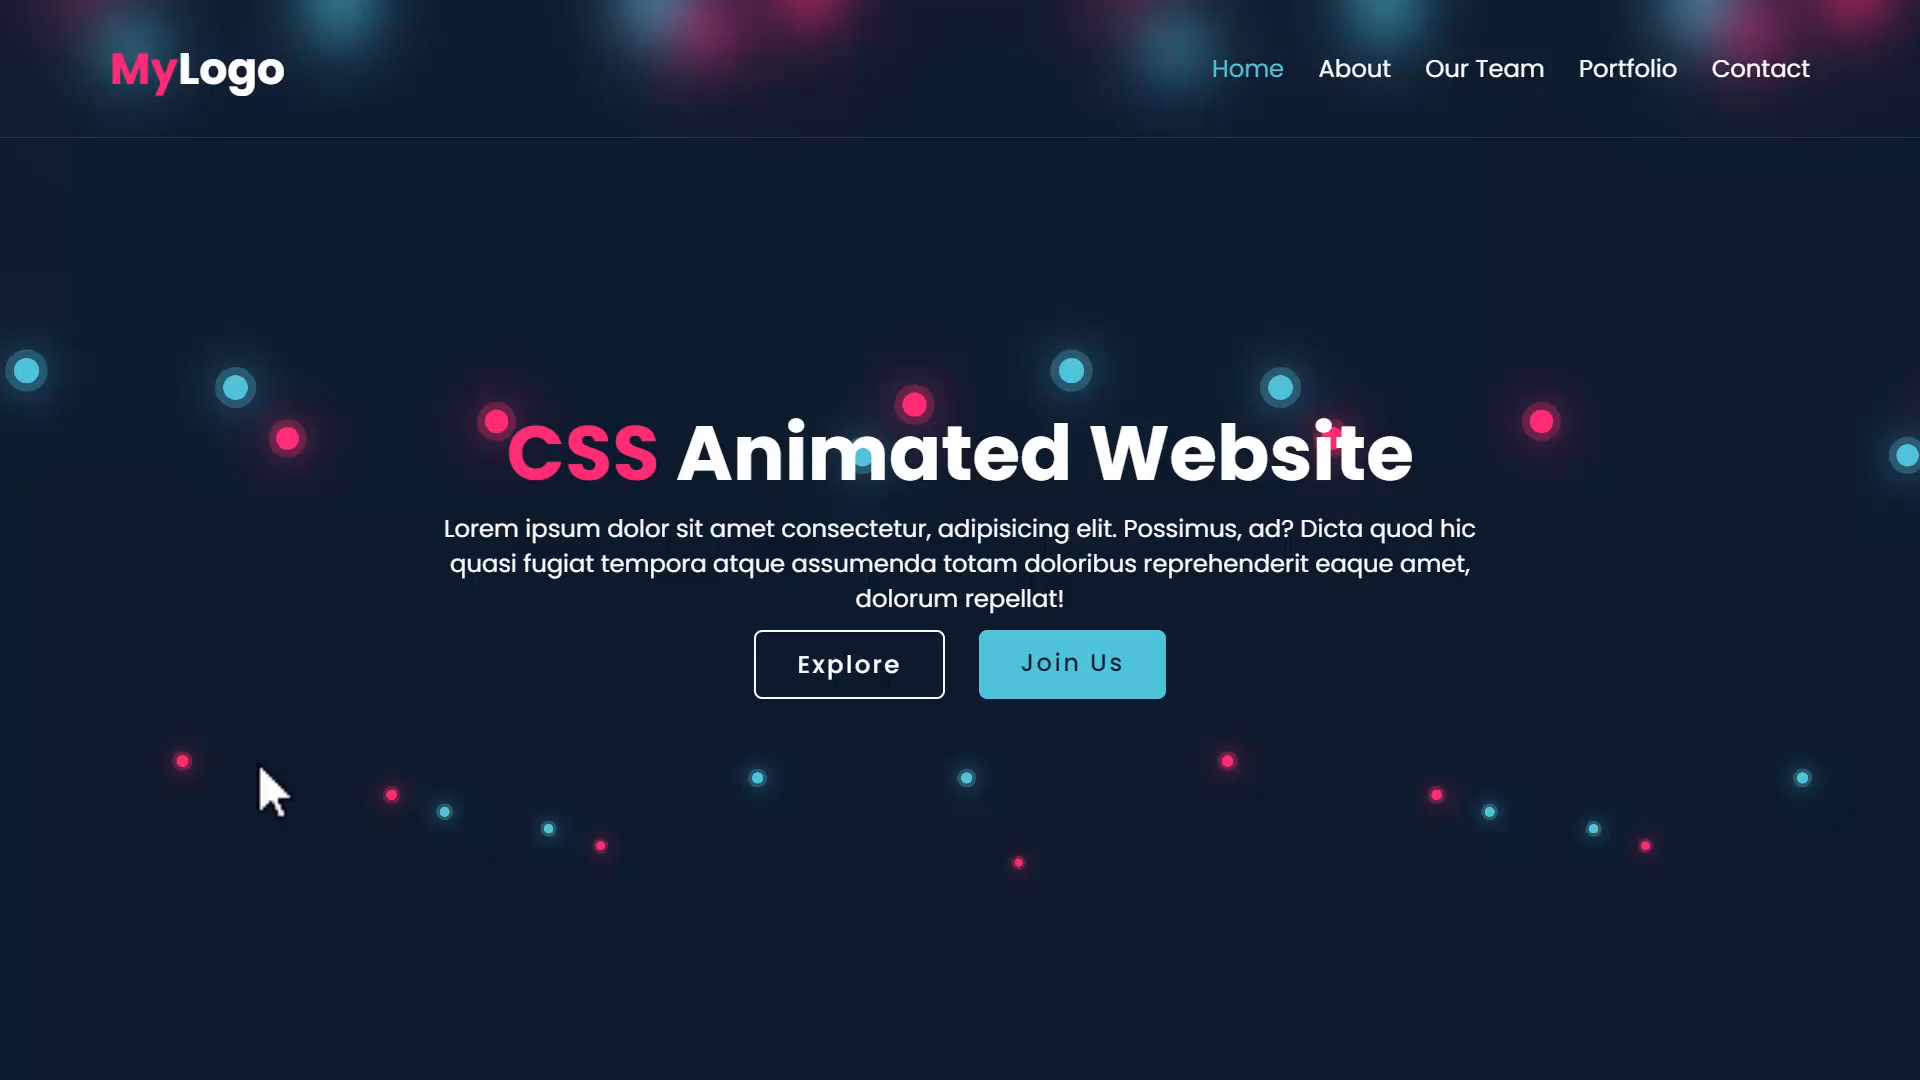 MyLogo
Home About Our Team Portfolio Contact
CSS Animated Website
Lorem ipsum dolor sit amet consectetur, adipisicing elit. Possimus, ad? Dicta quod hic
quasi fugiat tempora atque assumenda totam doloribus reprehenderit eaque amet,
dolorum repellat!
Explore
Join Us